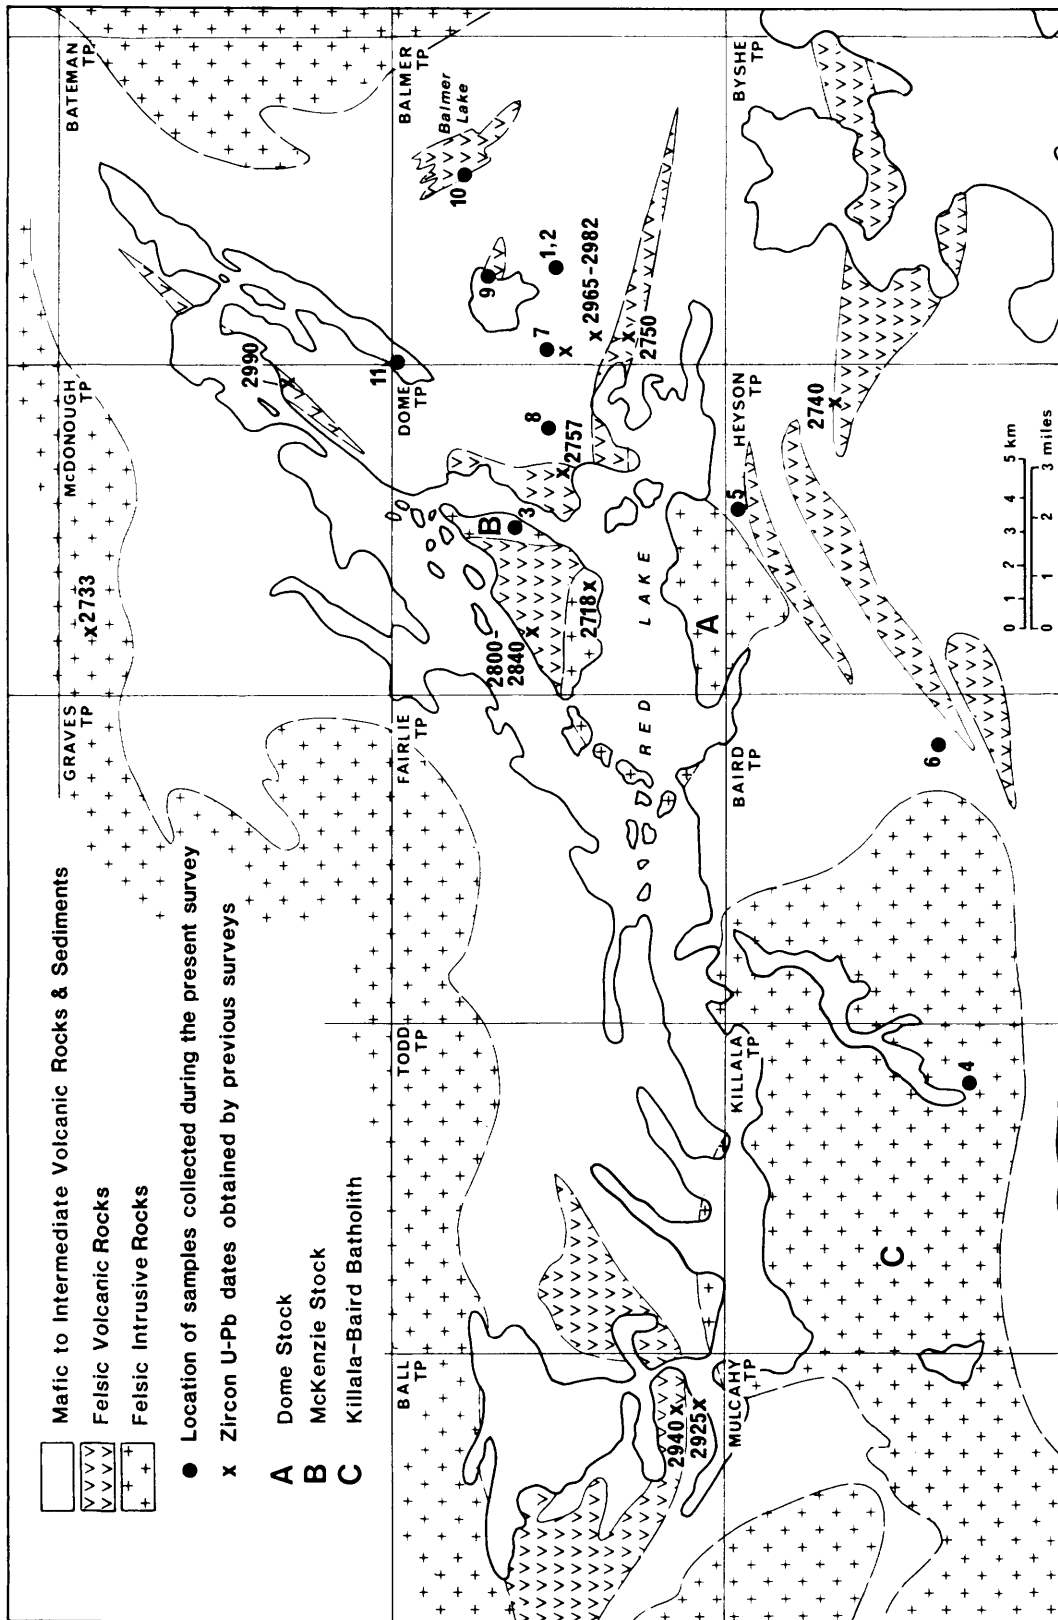 Mafic to Intermediate Volcanic Rocks & Sediments
Felsic Volcanic Rocks
Felsic Intrusive Rocks
● Location of samples collected during the present survey
x Zircon U-Pb dates obtained by previous surveys
A Dome Stock
B McKenzie Stock
C Killala-Baird Batholith
GRAVES TP
McDONOUGH TP
BATEMAN TP
x2733
2990
x
BALL TP
TODD TP
FAIRLIE TP
DOME TP
BALMER TP
11
Balmer
Lake
10
B
3
8
7
9
1,2
2800-
2840
x
2718x
x
2757
x
x
2965-2982
x
2750
RED LAKE
A
2940x
2925x
MULCAHY TP
KILLALA TP
BAIRD TP
HEYSON TP
BYSHE TP
5
2740
x
6
4
C
0 1 2 3 4 5 km
0 1 2 3 miles